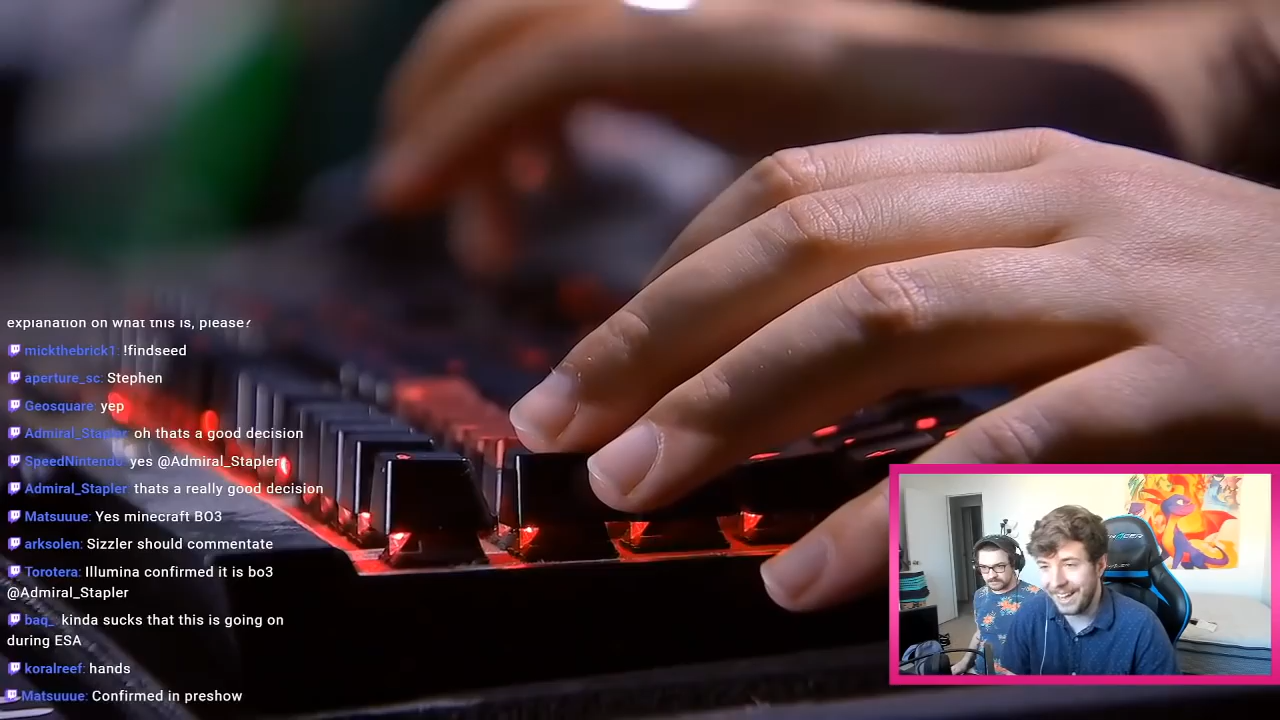 explanation on what this is, please?
mickthebrick1: !findseed
aperture_sc: Stephen
Geosquare: yep
Admiral_Stapler oh thats a good decision
SpeedNintendo yes @Admiral_Stapler
Admiral_Stapler thats a really good decision
Matsuuue: Yes minecraft BO3
arksolen: Sizzler should commentate
Torotera: Illumina confirmed it is bo3
@Admiral_Stapler
baq_ kinda sucks that this is going on
during ESA
koralreef: hands
Matsuuue: Confirmed in preshow